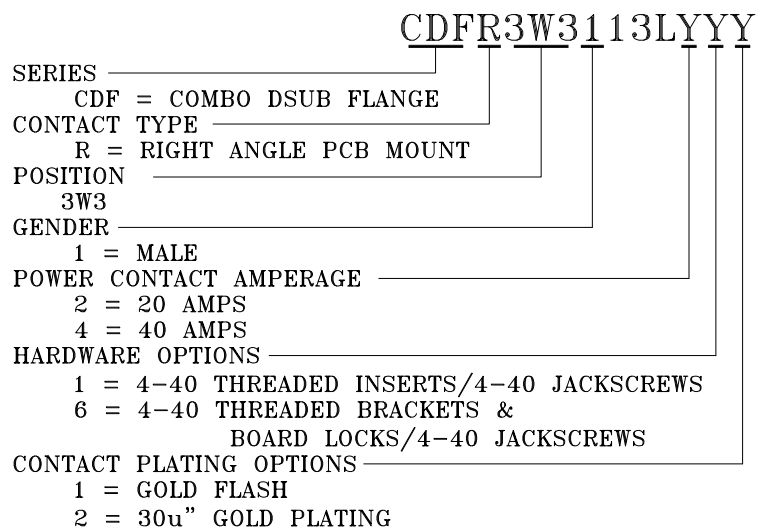 CDFR3W3113LYYY
SERIES
CDF = COMBO DSUB FLANGE
CONTACT TYPE
R = RIGHT ANGLE PCB MOUNT
POSITION
3W3
GENDER
1 = MALE
POWER CONTACT AMPERAGE
2 = 20 AMPS
4 = 40 AMPS
HARDWARE OPTIONS
1 = 4-40 THREADED INSERTS/4-40 JACKSCREWS
6 = 4-40 THREADED BRACKETS &
BOARD LOCKS/4-40 JACKSCREWS
CONTACT PLATING OPTIONS
1 = GOLD FLASH
2 = 30u" GOLD PLATING